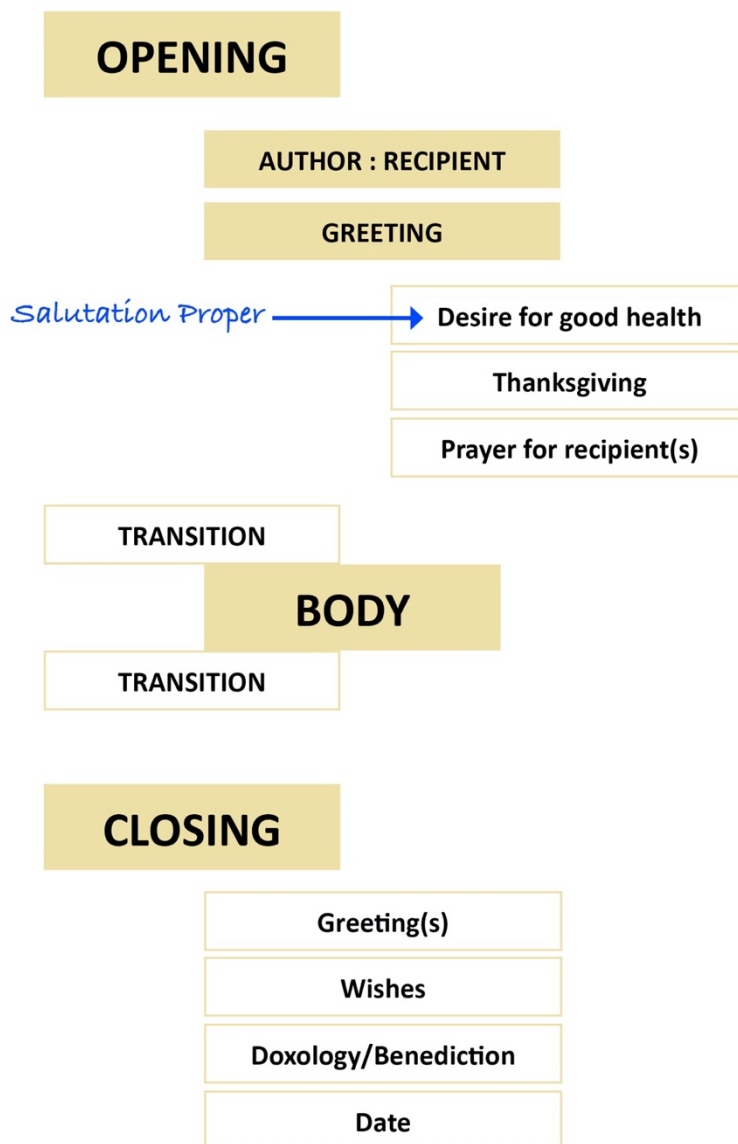 OPENING
AUTHOR : RECIPIENT
GREETING
Salutation Proper
Desire for good health
Thanksgiving
Prayer for recipient(s)
TRANSITION
BODY
TRANSITION
CLOSING
Greeting(s)
Wishes
Doxology/Benediction
Date